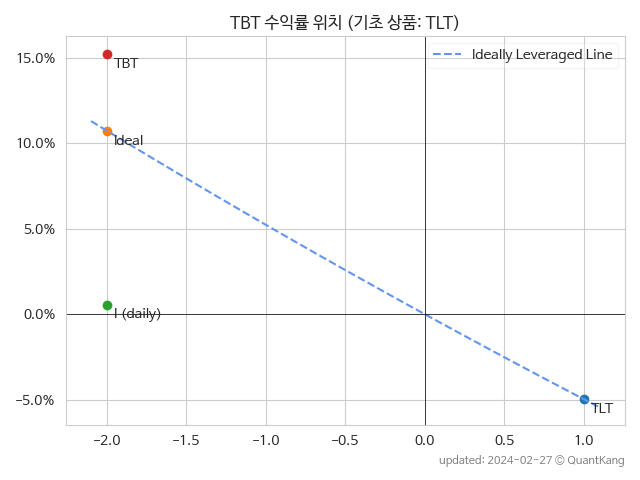 TBT 수익률 위치 (기초 상품: TLT)
Ideally Leveraged Line
15.0%
10.0%
5.0%
0.0%
−5.0%
TBT
Ideal
I (daily)
TLT
−2.0 −1.5 −1.0 −0.5 0.0 0.5 1.0
updated: 2024-02-27 © QuantKang